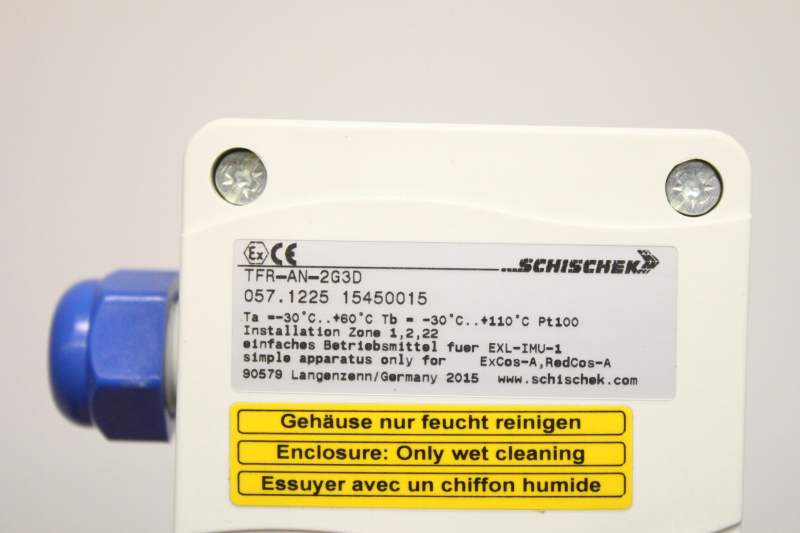 Ex CE
...SCHISCHEK
TFR-AN-2G3D
057.1225 15450015
Ta =-30°C..+60°C Tb = -30°C..+110°C Pt100
Installation Zone 1,2,22
einfaches Betriebsmittel fuer EXL-IMU-1
simple apparatus only for ExCos-A,RedCos-A
90579 Langenzenn/Germany 2015 www.schischek.com
Gehäuse nur feucht reinigen
Enclosure: Only wet cleaning
Essuyer avec un chiffon humide